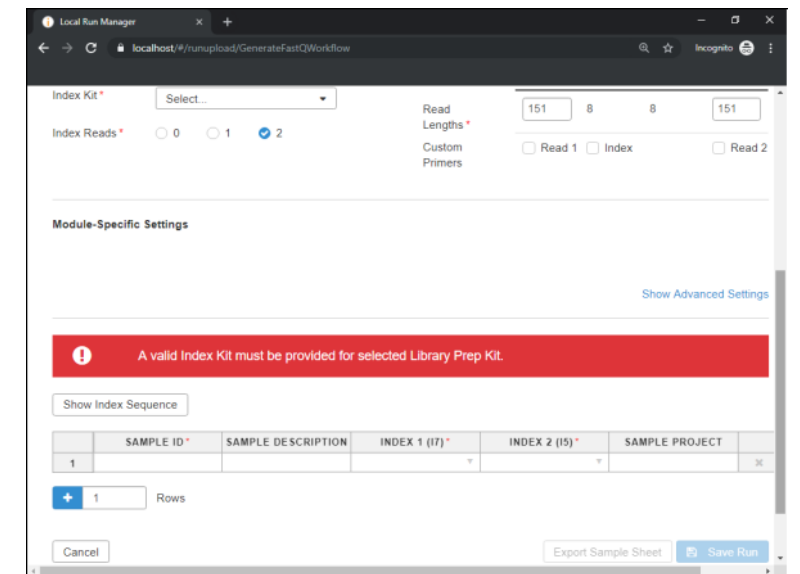 Local Run Manager
localhost/#/runupload/GenerateFastQWorkflow
Incognito
Index Kit *
Select...
Read Lengths *
151 8 8 151
Index Reads *
0 1 2
Custom Primers
Read 1 Index Read 2
Module-Specific Settings
Show Advanced Settings
A valid Index Kit must be provided for selected Library Prep Kit.
Show Index Sequence
SAMPLE ID * SAMPLE DESCRIPTION INDEX 1 (I7) * INDEX 2 (I5) * SAMPLE PROJECT
1
1 Rows
Cancel Export Sample Sheet Save Run